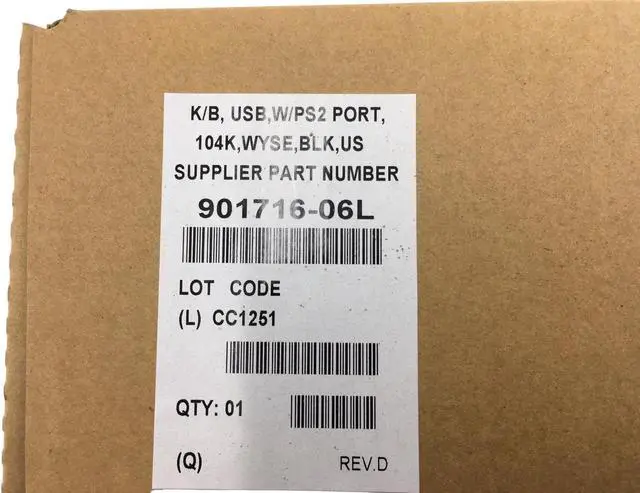 K/B, USB,W/PS2 PORT,
104K,WYSE,BLK,US
SUPPLIER PART NUMBER
901716-06L
LOT CODE
(L) CC1251
QTY: 01
(Q) REV.D